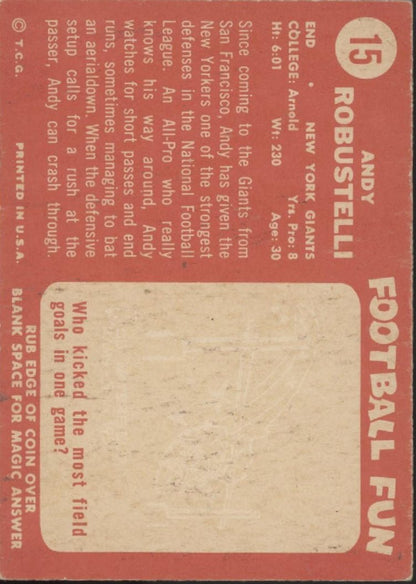 15
ANDY
ROBUSTELLI
END • NEW YORK GIANTS
COLLEGE: Arnold Yrs. Pro: 8
Ht: 6:01 Wt: 230 Age: 30
Since coming to the Giants from
San Francisco, Andy has given the
New Yorkers one of the strongest
defenses in the National Football
League. An All-Pro who really
knows his way around, Andy
watches for short passes and end
runs, sometimes managing to bat
an aerial down. When the defensive
setup calls for a rush at the
passer, Andy can crash through.
© T.C.G. PRINTED IN U.S.A.
FOOTBALL FUN
Who kicked the most field
goals in one game?
RUB EDGE OF COIN OVER
BLANK SPACE FOR MAGIC ANSWER